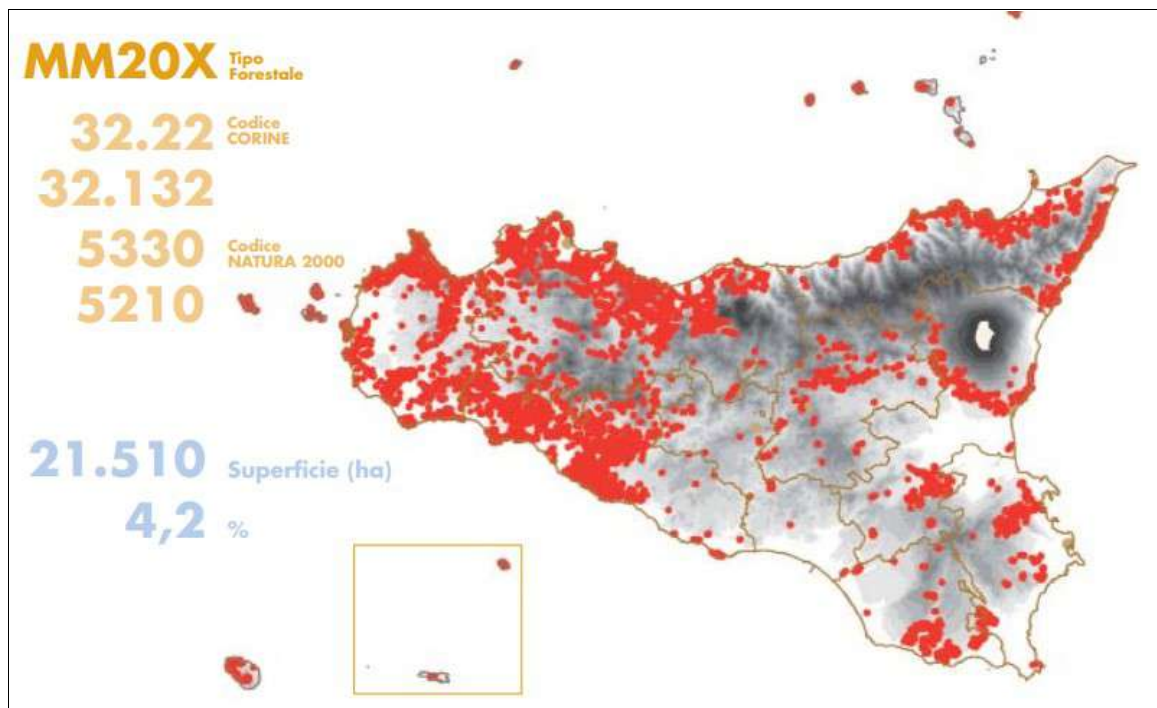 MM20X Tipo Forestale
32.22 Codice CORINE
32.132
5330 Codice NATURA 2000
5210
21.510 Superficie (ha)
4,2 %